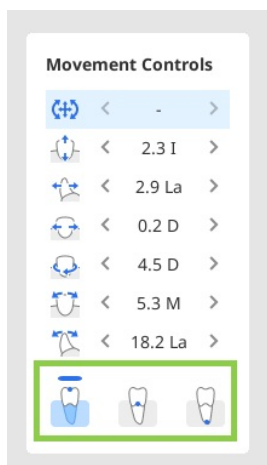 Movement Controls
< - >
< 2.3 I >
< 2.9 La >
< 0.2 D >
< 4.5 D >
< 5.3 M >
< 18.2 La >